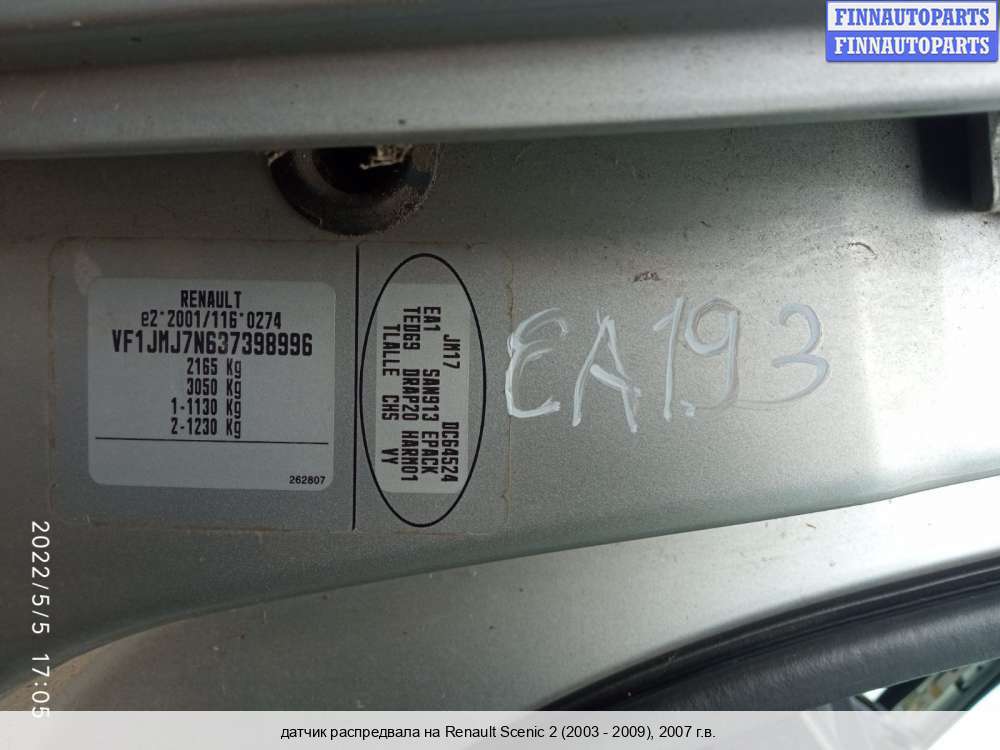 FINNAUTOPARTS
FINNAUTOPARTS
RENAULT
e2*2001/116*0274
VF1JMJ7N637398996
2165 Kg
3050 Kg
1-1130 Kg
2-1230 Kg
262807
JM17 DC64524
EA1 SAN913 EPACK
TED69 DRAP20 HARM01
TLALLE CHS VY
EA193
2022/5/5 17:05
датчик распредвала на Renault Scenic 2 (2003 - 2009), 2007 г.в.